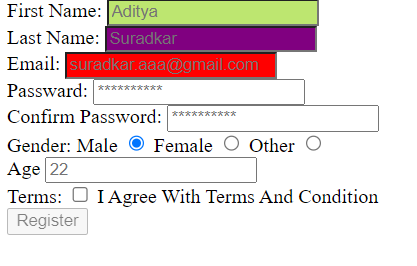 First Name: Aditya
Last Name: Suradkar
Email: suradkar.aaa@gmail.com
Passward: **********
Confirm Password: **********
Gender: Male Female Other
Age 22
Terms: I Agree With Terms And Condition
Register